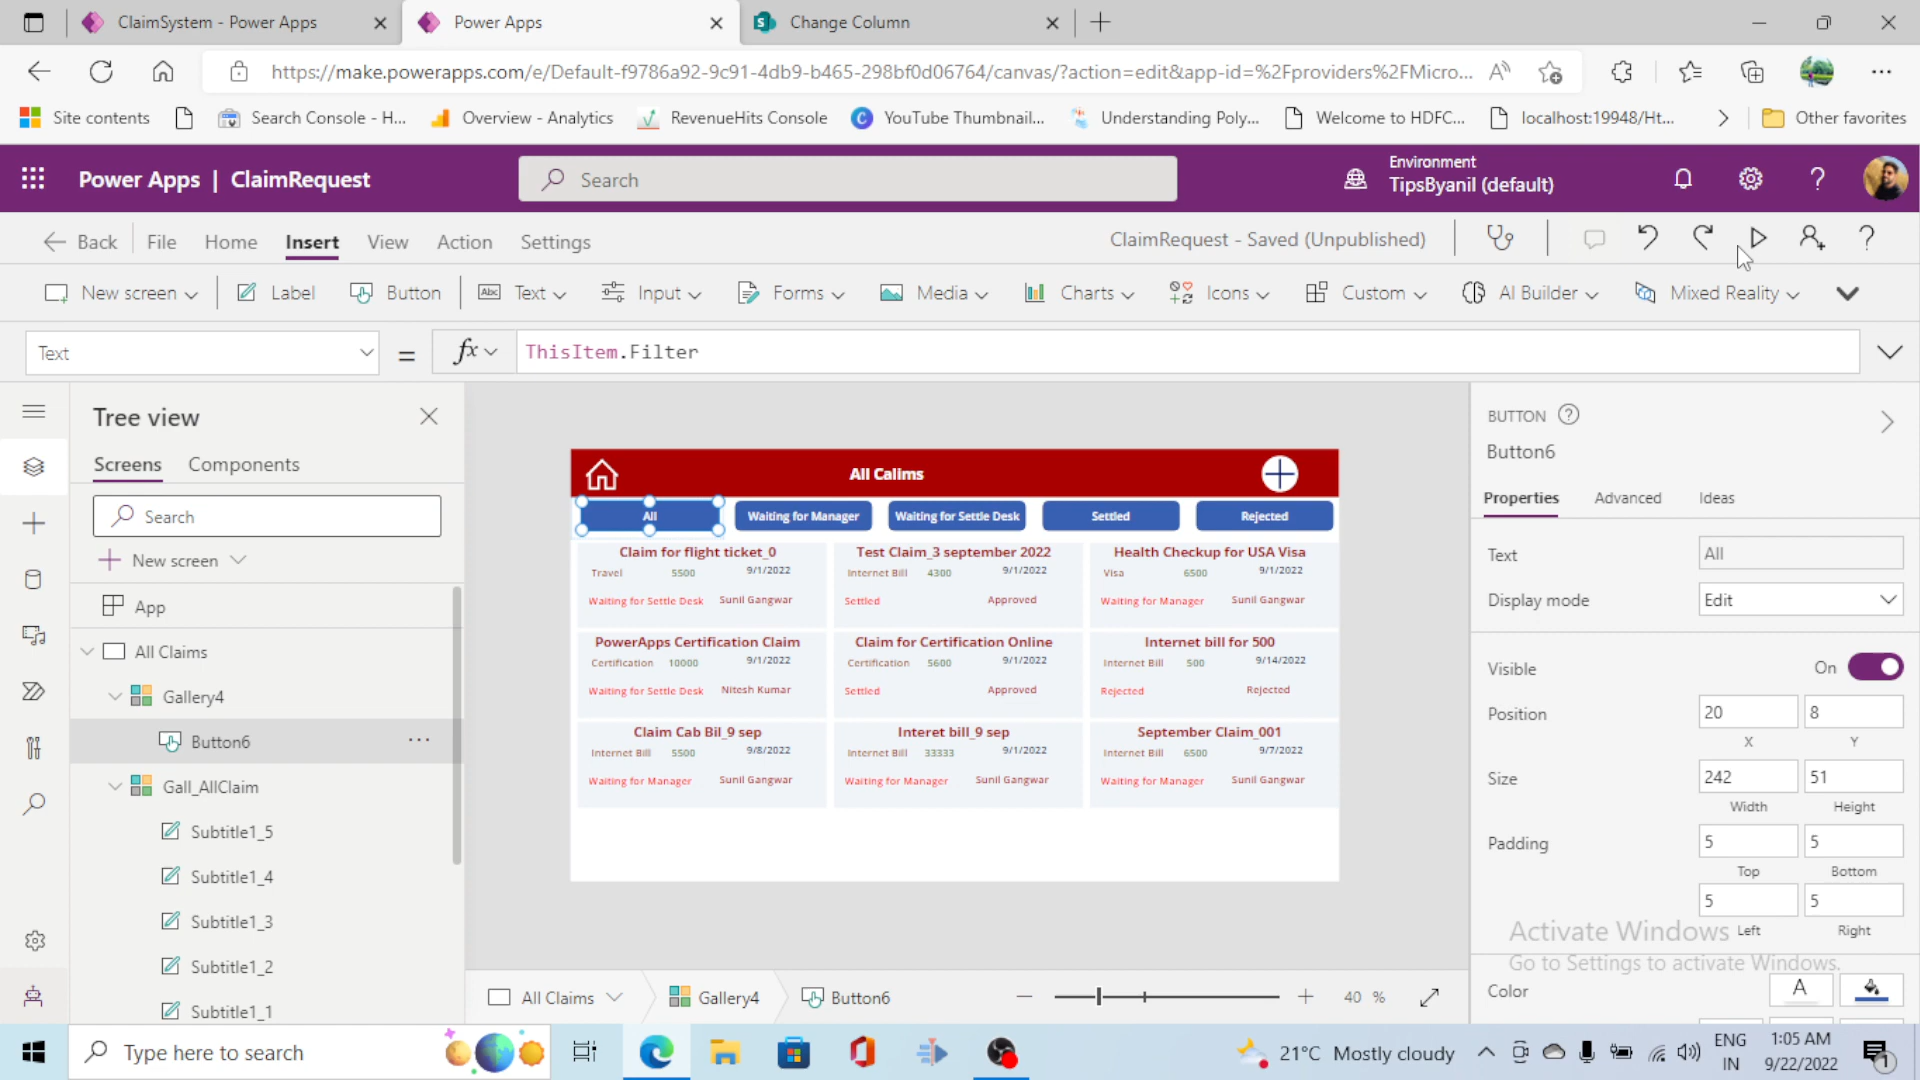 ClaimSystem - Power Apps
Power Apps
Change Column
https://make.powerapps.com/e/Default-f9786a92-9c91-4db9-b465-298bf0d06764/canvas/?action=edit&app-id=%2Fproviders%2FMicro...
Site contents
Search Console - H...
Overview - Analytics
RevenueHits Console
YouTube Thumbnail...
Understanding Poly...
Welcome to HDFC...
localhost:19948/Ht...
Other favorites
Power Apps | ClaimRequest
Search
Environment
TipsByanil (default)
Back File Home Insert View Action Settings
ClaimRequest - Saved (Unpublished)
New screen Label Button Text Input Forms Media Charts Icons Custom AI Builder Mixed Reality
Text = fx ThisItem.Filter
Tree view
Screens Components
Search
New screen
App
All Claims
Gallery4
Button6 ...
Gall_AllClaim
Subtitle1_5
Subtitle1_4
Subtitle1_3
Subtitle1_2
Subtitle1_1
All Calims
All Waiting for Manager Waiting for Settle Desk Settled Rejected
Claim for flight ticket_0
Travel 5500 9/1/2022
Waiting for Settle Desk Sunil Gangwar
Test Claim_3 september 2022
Internet Bill 4300 9/1/2022
Settled Approved
Health Checkup for USA Visa
Visa 6500 9/1/2022
Waiting for Manager Sunil Gangwar
PowerApps Certification Claim
Certification 10000 9/1/2022
Waiting for Settle Desk Nitesh Kumar
Claim for Certification Online
Certification 5600 9/1/2022
Settled Approved
Internet bill for 500
Internet Bill 500 9/14/2022
Rejected Rejected
Claim Cab Bil_9 sep
Internet Bill 5500 9/8/2022
Waiting for Manager Sunil Gangwar
Interet bill_9 sep
Internet Bill 33333 9/1/2022
Waiting for Manager Sunil Gangwar
September Claim_001
Internet Bill 6500 9/7/2022
Waiting for Manager Sunil Gangwar
All Claims Gallery4 Button6
40 %
BUTTON
Button6
Properties Advanced Ideas
Text All
Display mode Edit
Visible On
Position 20 8
X Y
Size 242 51
Width Height
Padding 5 5
Top Bottom
5 5
Left Right
Color A
Activate Windows
Go to Settings to activate Windows.
Type here to search
21°C Mostly cloudy
ENG
IN
1:05 AM
9/22/2022
1